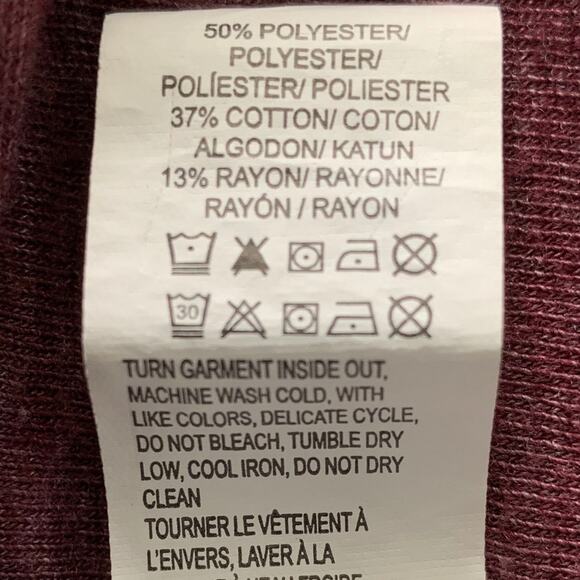 50% POLYESTER/
POLYESTER/
POLÍESTER/ POLIESTER
37% COTTON/ COTON/
ALGODON/ KATUN
13% RAYON/ RAYONNE/
RAYÓN / RAYON
30
TURN GARMENT INSIDE OUT,
MACHINE WASH COLD, WITH
LIKE COLORS, DELICATE CYCLE,
DO NOT BLEACH, TUMBLE DRY
LOW, COOL IRON, DO NOT DRY
CLEAN
TOURNER LE VÊTEMENT À
L'ENVERS, LAVER À LA